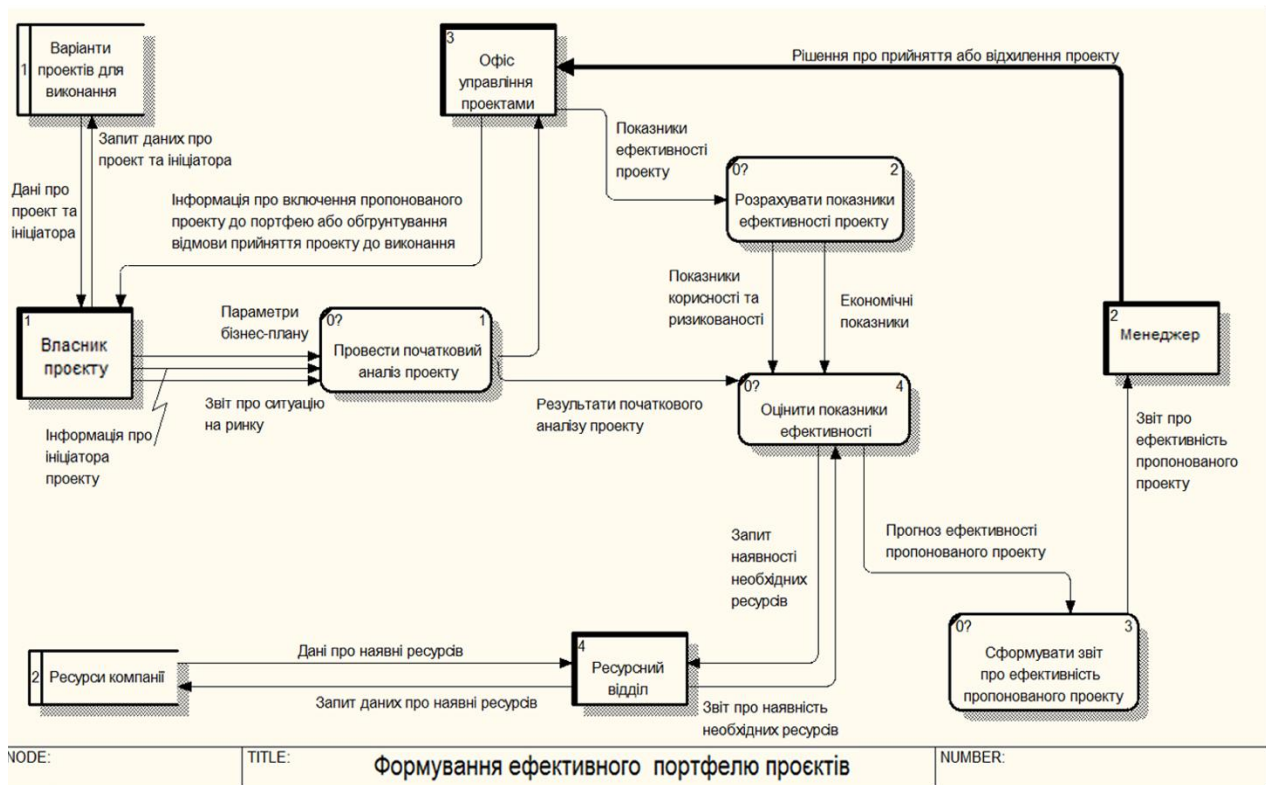 1
Варіанти
проектів для
виконання
3
Офіс
управління
проектами
Рішення про прийняття або відхилення проекту
Запит даних про
проект та ініціатора
Показники
ефективності
проекту
Дані про
проект та
ініціатора
Інформація про включення пропонованого
проекту до портфею або обгрунтування
відмови прийняття проекту до виконання
0? 2
Розрахувати показники
ефективності проекту
Показники
корисності та
ризикованості
Економічні
показники
1
Власник
проєкту
Параметри
бізнес-плану
0? 1
Провести початковий
аналіз проекту
2
Менеджер
Звіт про ситуацію
на ринку
Інформація про
ініціатора
проекту
Результати початкового
аналізу проекту
0? 4
Оцінити показники
ефективності
Звіт про
ефективність
пропонованого
проекту
Запит
наявності
необхідних
ресурсів
Прогноз ефективності
пропонованого проекту
0? 3
Сформувати звіт
про ефективність
пропонованого проекту
2 Ресурси компанії
Дані про наявні ресурси
Запит даних про наявні ресурси
4
Ресурсний
відділ
Звіт про наявність
необхідних ресурсів
NODE:
TITLE:
Формування ефективного портфелю проєктів
NUMBER: